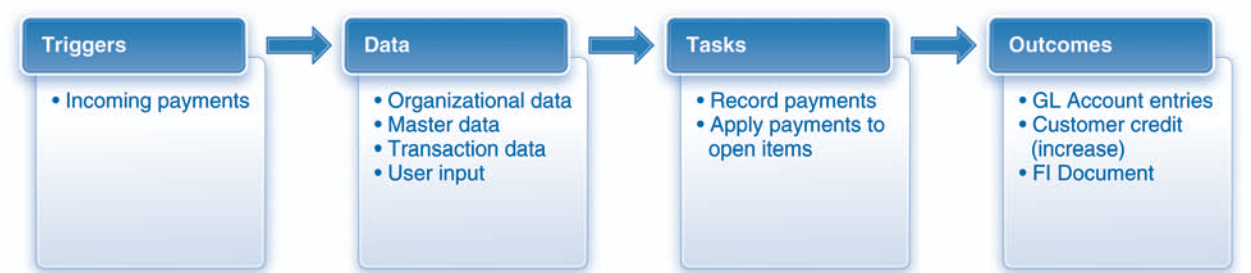 Triggers
• Incoming payments
Data
• Organizational data
• Master data
• Transaction data
• User input
Tasks
• Record payments
• Apply payments to
open items
Outcomes
• GL Account entries
• Customer credit
(increase)
• FI Document